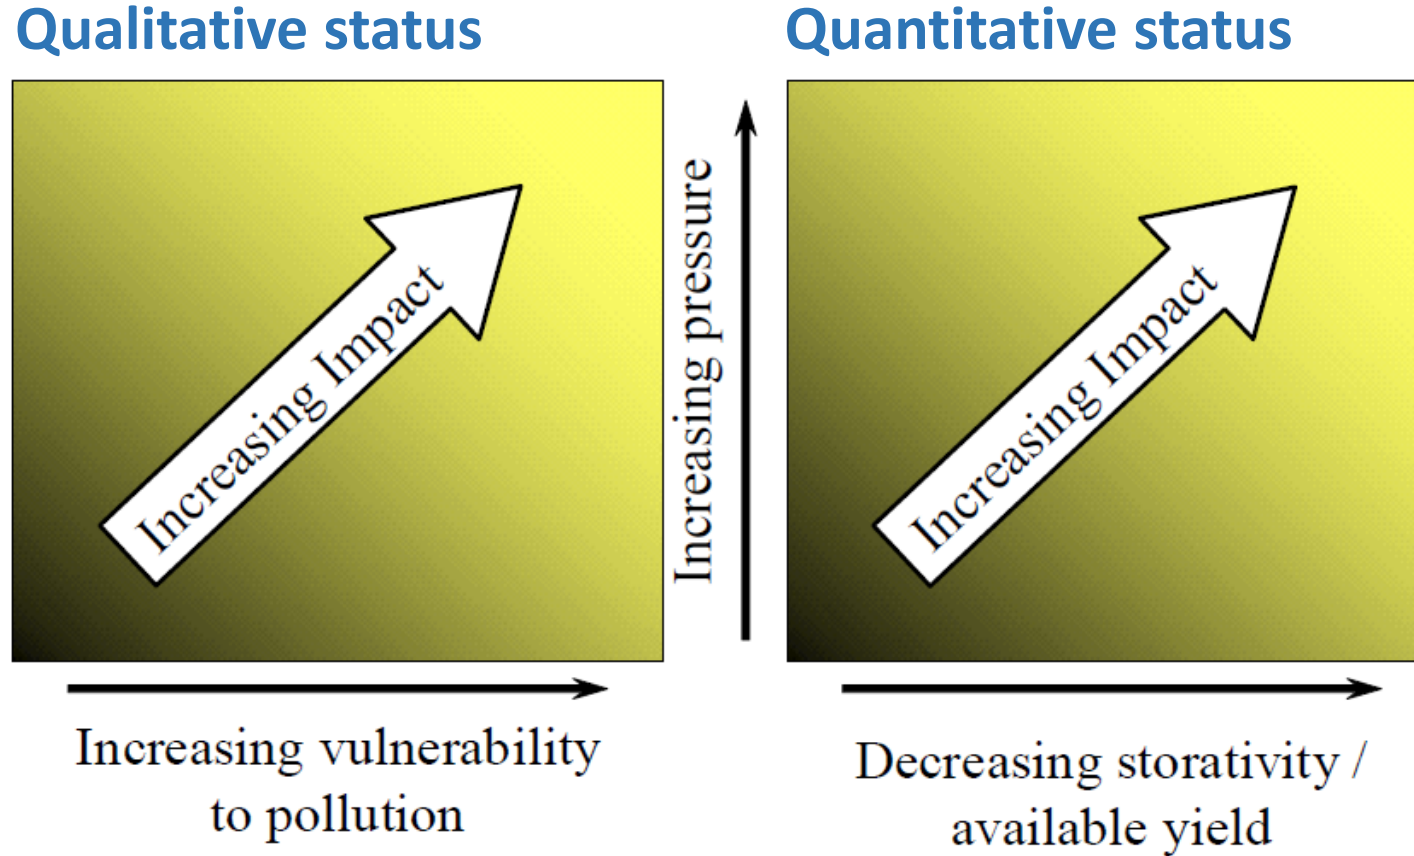 Qualitative status
Quantitative status
Increasing Impact
Increasing pressure
Increasing Impact
Increasing vulnerability
to pollution
Decreasing storativity /
available yield